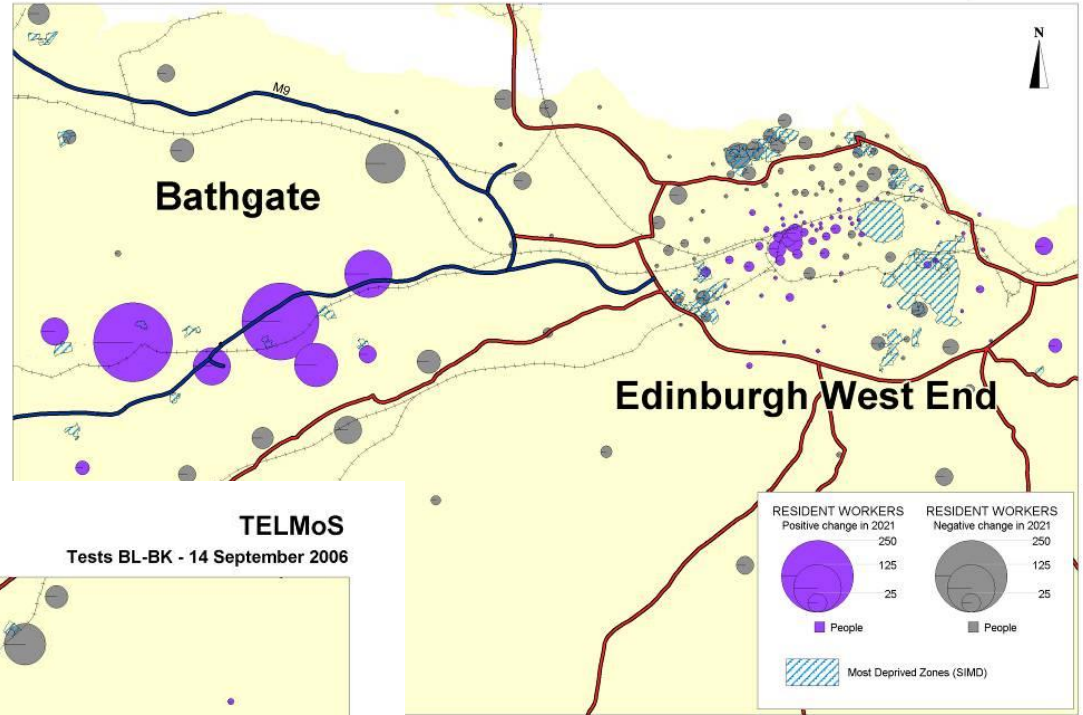 N
M9
Bathgate
Edinburgh West End
TELMoS
Tests BL-BK - 14 September 2006
RESIDENT WORKERS
Positive change in 2021
250
125
25
People
RESIDENT WORKERS
Negative change in 2021
250
125
25
People
Most Deprived Zones (SIMD)